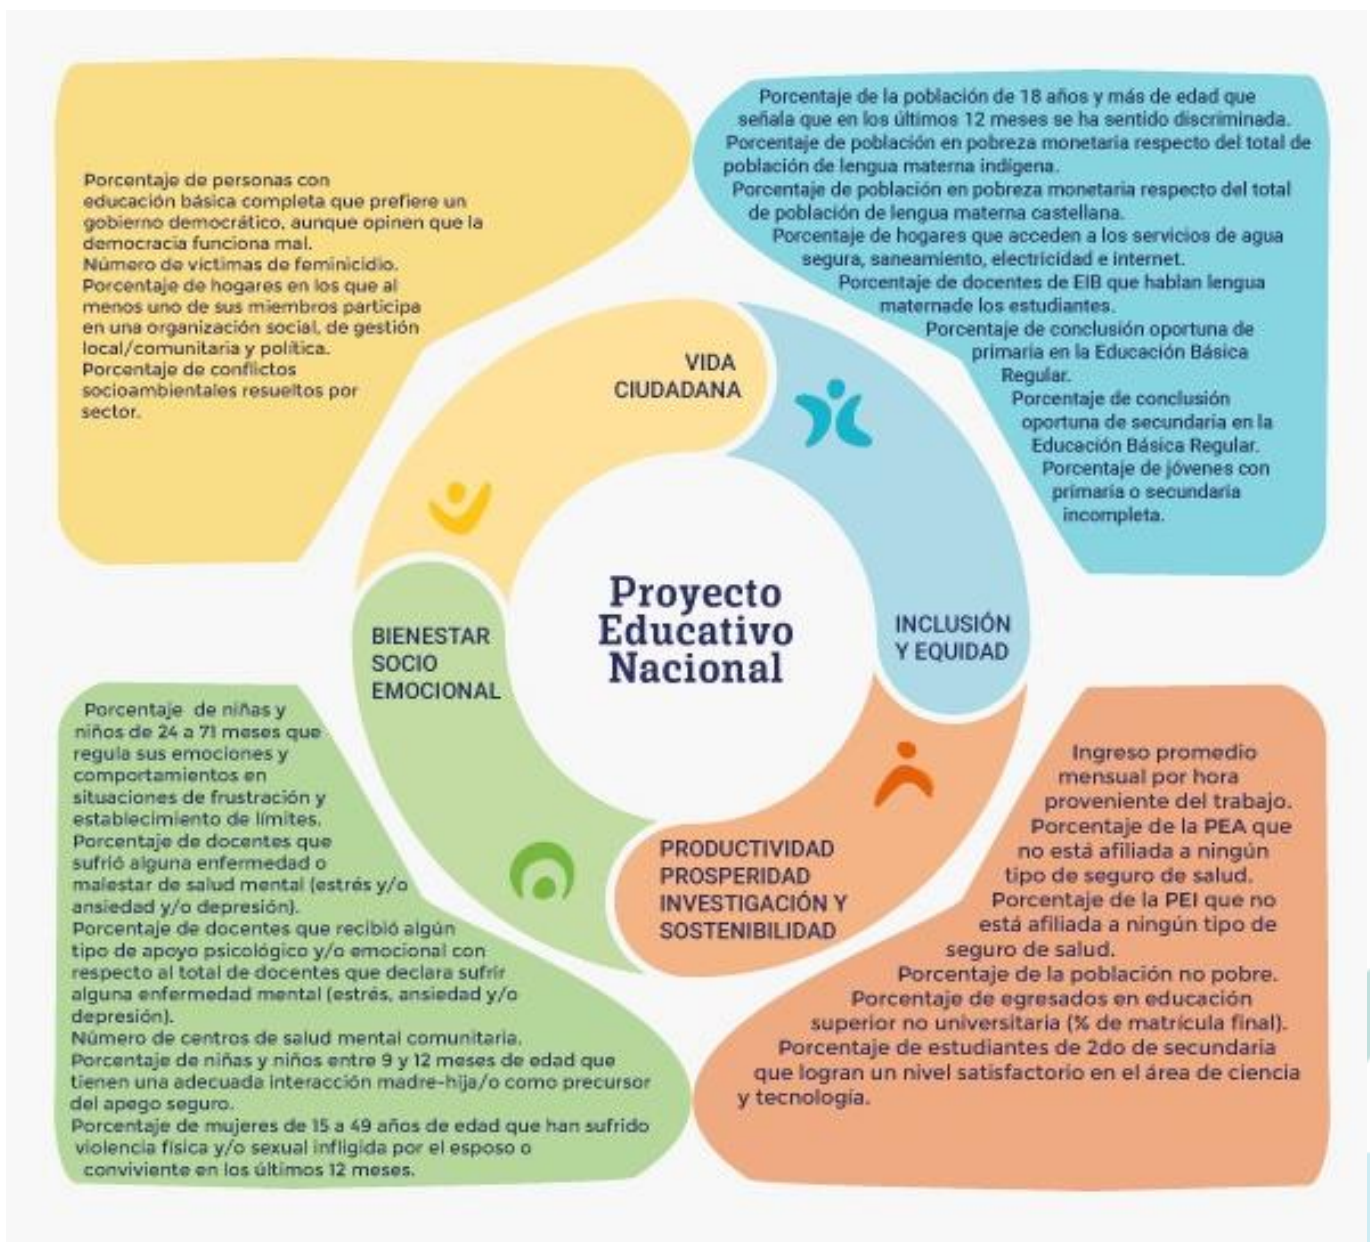 Porcentaje de personas con
educación básica completa que prefiere un
gobierno democrático, aunque opinen que la
democracia funciona mal.
Número de víctimas de feminicidio.
Porcentaje de hogares en los que al
menos uno de sus miembros participa
en una organización social, de gestión
local/comunitaria y política.
Porcentaje de conflictos
socioambientales resueltos por
sector.
Porcentaje de la población de 18 años y más de edad que
señala que en los últimos 12 meses se ha sentido discriminada.
Porcentaje de población en pobreza monetaria respecto del total de
población de lengua materna indígena.
Porcentaje de población en pobreza monetaria respecto del total
de población de lengua materna castellana.
Porcentaje de hogares que acceden a los servicios de agua
segura, saneamiento, electricidad e internet.
Porcentaje de docentes de EIB que hablan lengua
maternade los estudiantes.
Porcentaje de conclusión oportuna de
primaria en la Educación Básica
Regular.
Porcentaje de conclusión
oportuna de secundaria en la
Educación Básica Regular.
Porcentaje de jóvenes con
primaria o secundaria
incompleta.
VIDA
CIUDADANA
INCLUSIÓN
Y EQUIDAD
Proyecto
Educativo
Nacional
BIENESTAR
SOCIO
EMOCIONAL
PRODUCTIVIDAD
PROSPERIDAD
INVESTIGACIÓN Y
SOSTENIBILIDAD
Porcentaje de niñas y
niños de 24 a 71 meses que
regula sus emociones y
comportamientos en
situaciones de frustración y
establecimiento de límites.
Porcentaje de docentes que
sufrió alguna enfermedad o
malestar de salud mental (estrés y/o
ansiedad y/o depresión).
Porcentaje de docentes que recibió algún
tipo de apoyo psicológico y/o emocional con
respecto al total de docentes que declara sufrir
alguna enfermedad mental (estrés, ansiedad y/o
depresión).
Número de centros de salud mental comunitaria.
Porcentaje de niñas y niños entre 9 y 12 meses de edad que
tienen una adecuada interacción madre-hija/o como precursor
del apego seguro.
Porcentaje de mujeres de 15 a 49 años de edad que han sufrido
violencia física y/o sexual infligida por el esposo o
conviviente en los últimos 12 meses.
Ingreso promedio
mensual por hora
proveniente del trabajo.
Porcentaje de la PEA que
no está afiliada a ningún
tipo de seguro de salud.
Porcentaje de la PEI que no
está afiliada a ningún tipo de
seguro de salud.
Porcentaje de la población no pobre.
Porcentaje de egresados en educación
superior no universitaria (% de matrícula final).
Porcentaje de estudiantes de 2do de secundaria
que logran un nivel satisfactorio en el área de ciencia
y tecnología.